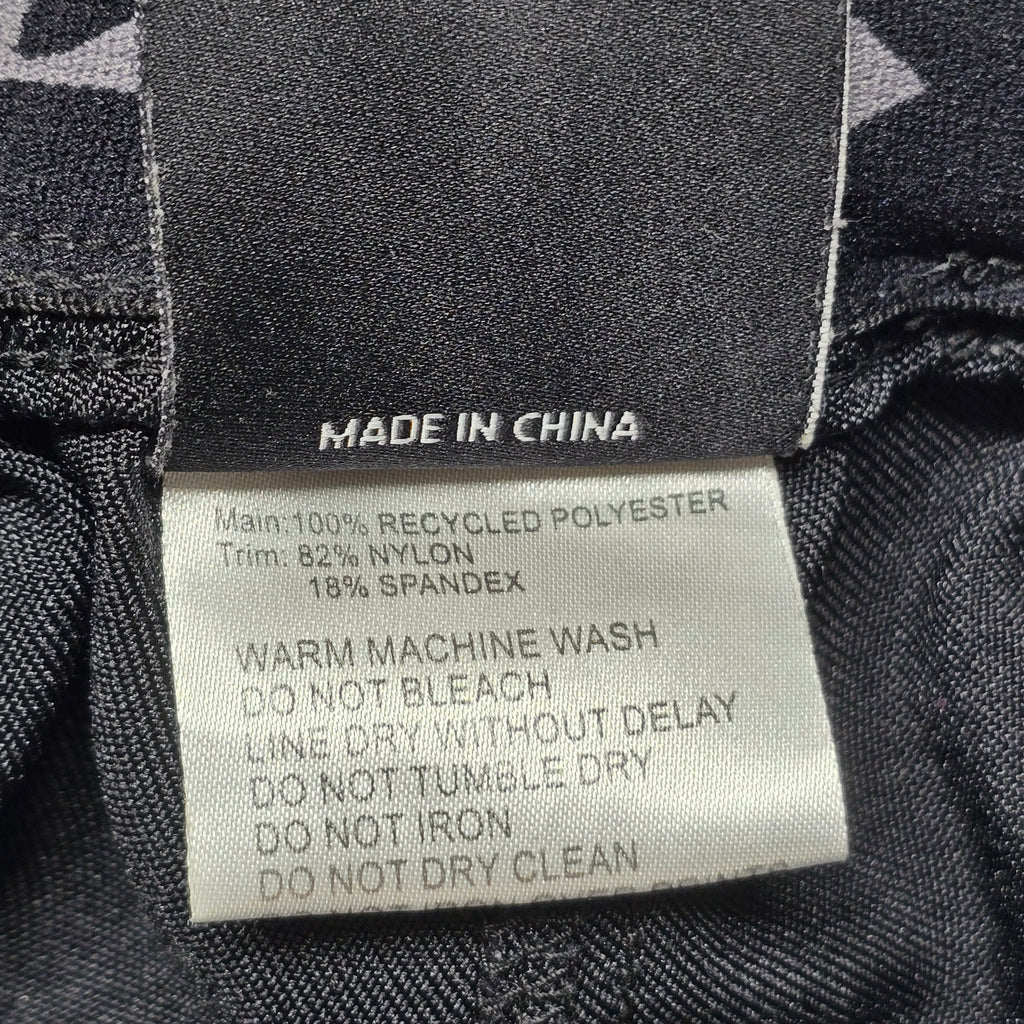 MADE IN CHINA
Main:100% RECYCLED POLYESTER
Trim: 82% NYLON
18% SPANDEX
WARM MACHINE WASH
DO NOT BLEACH
LINE DRY WITHOUT DELAY
DO NOT TUMBLE DRY
DO NOT IRON
DO NOT DRY CLEAN